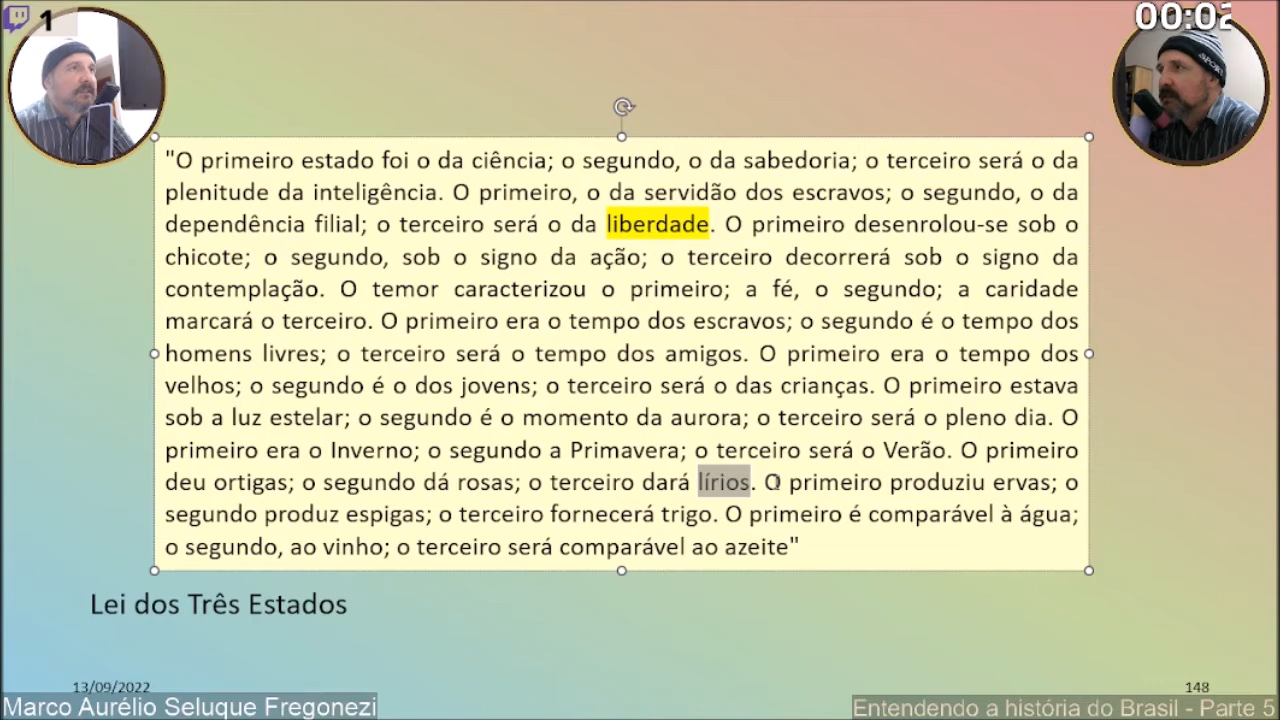 1
00:02
"O primeiro estado foi o da ciência; o segundo, o da sabedoria; o terceiro será o da
plenitude da inteligência. O primeiro, o da servidão dos escravos; o segundo, o da
dependência filial; o terceiro será o da liberdade. O primeiro desenrolou-se sob o
chicote; o segundo, sob o signo da ação; o terceiro decorrerá sob o signo da
contemplação. O temor caracterizou o primeiro; a fé, o segundo; a caridade
marcará o terceiro. O primeiro era o tempo dos escravos; o segundo é o tempo dos
homens livres; o terceiro será o tempo dos amigos. O primeiro era o tempo dos
velhos; o segundo é o dos jovens; o terceiro será o das crianças. O primeiro estava
sob a luz estelar; o segundo é o momento da aurora; o terceiro será o pleno dia. O
primeiro era o Inverno; o segundo a Primavera; o terceiro será o Verão. O primeiro
deu ortigas; o segundo dá rosas; o terceiro dará lírios. O primeiro produziu ervas; o
segundo produz espigas; o terceiro fornecerá trigo. O primeiro é comparável à água;
o segundo, ao vinho; o terceiro será comparável ao azeite"
Lei dos Três Estados
13/09/2022
148
Marco Aurélio Seluque Fregonezi
Entendendo a história do Brasil - Parte 5